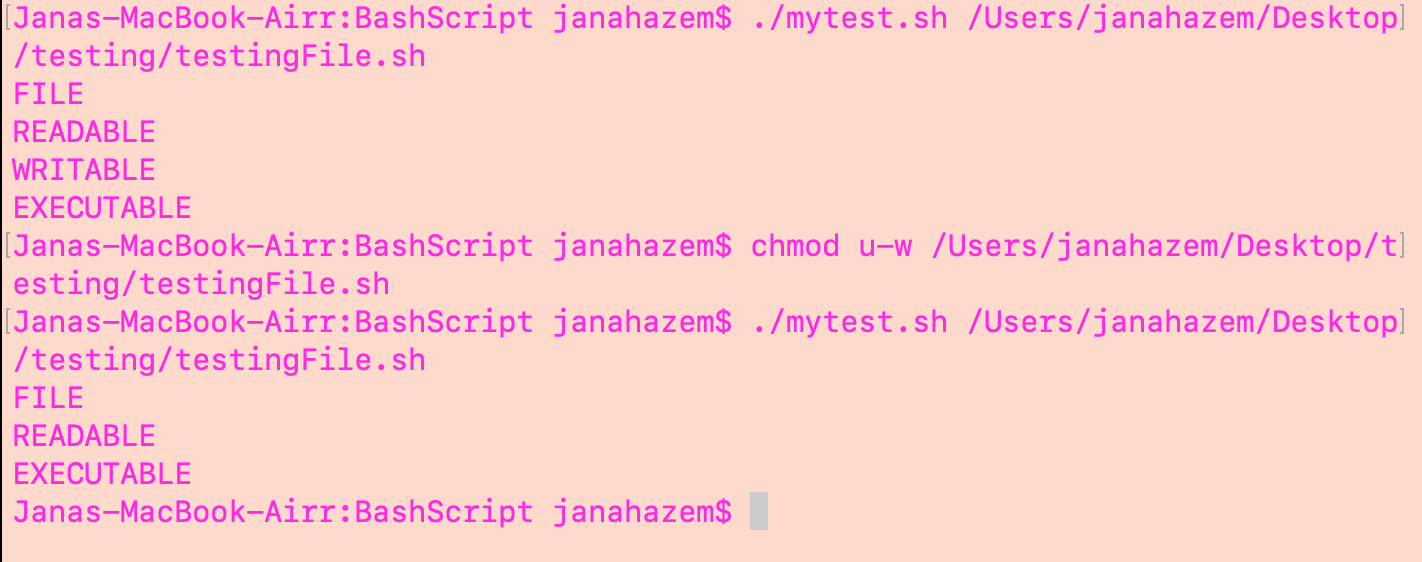 [Janas-MacBook-Airr:BashScript janahazem$ ./mytest.sh /Users/janahazem/Desktop]
/testing/testingFile.sh
FILE
READABLE
WRITABLE
EXECUTABLE
[Janas-MacBook-Airr:BashScript janahazem$ chmod u-w /Users/janahazem/Desktop/t]
esting/testingFile.sh
[Janas-MacBook-Airr:BashScript janahazem$ ./mytest.sh /Users/janahazem/Desktop]
/testing/testingFile.sh
FILE
READABLE
EXECUTABLE
Janas-MacBook-Airr:BashScript janahazem$